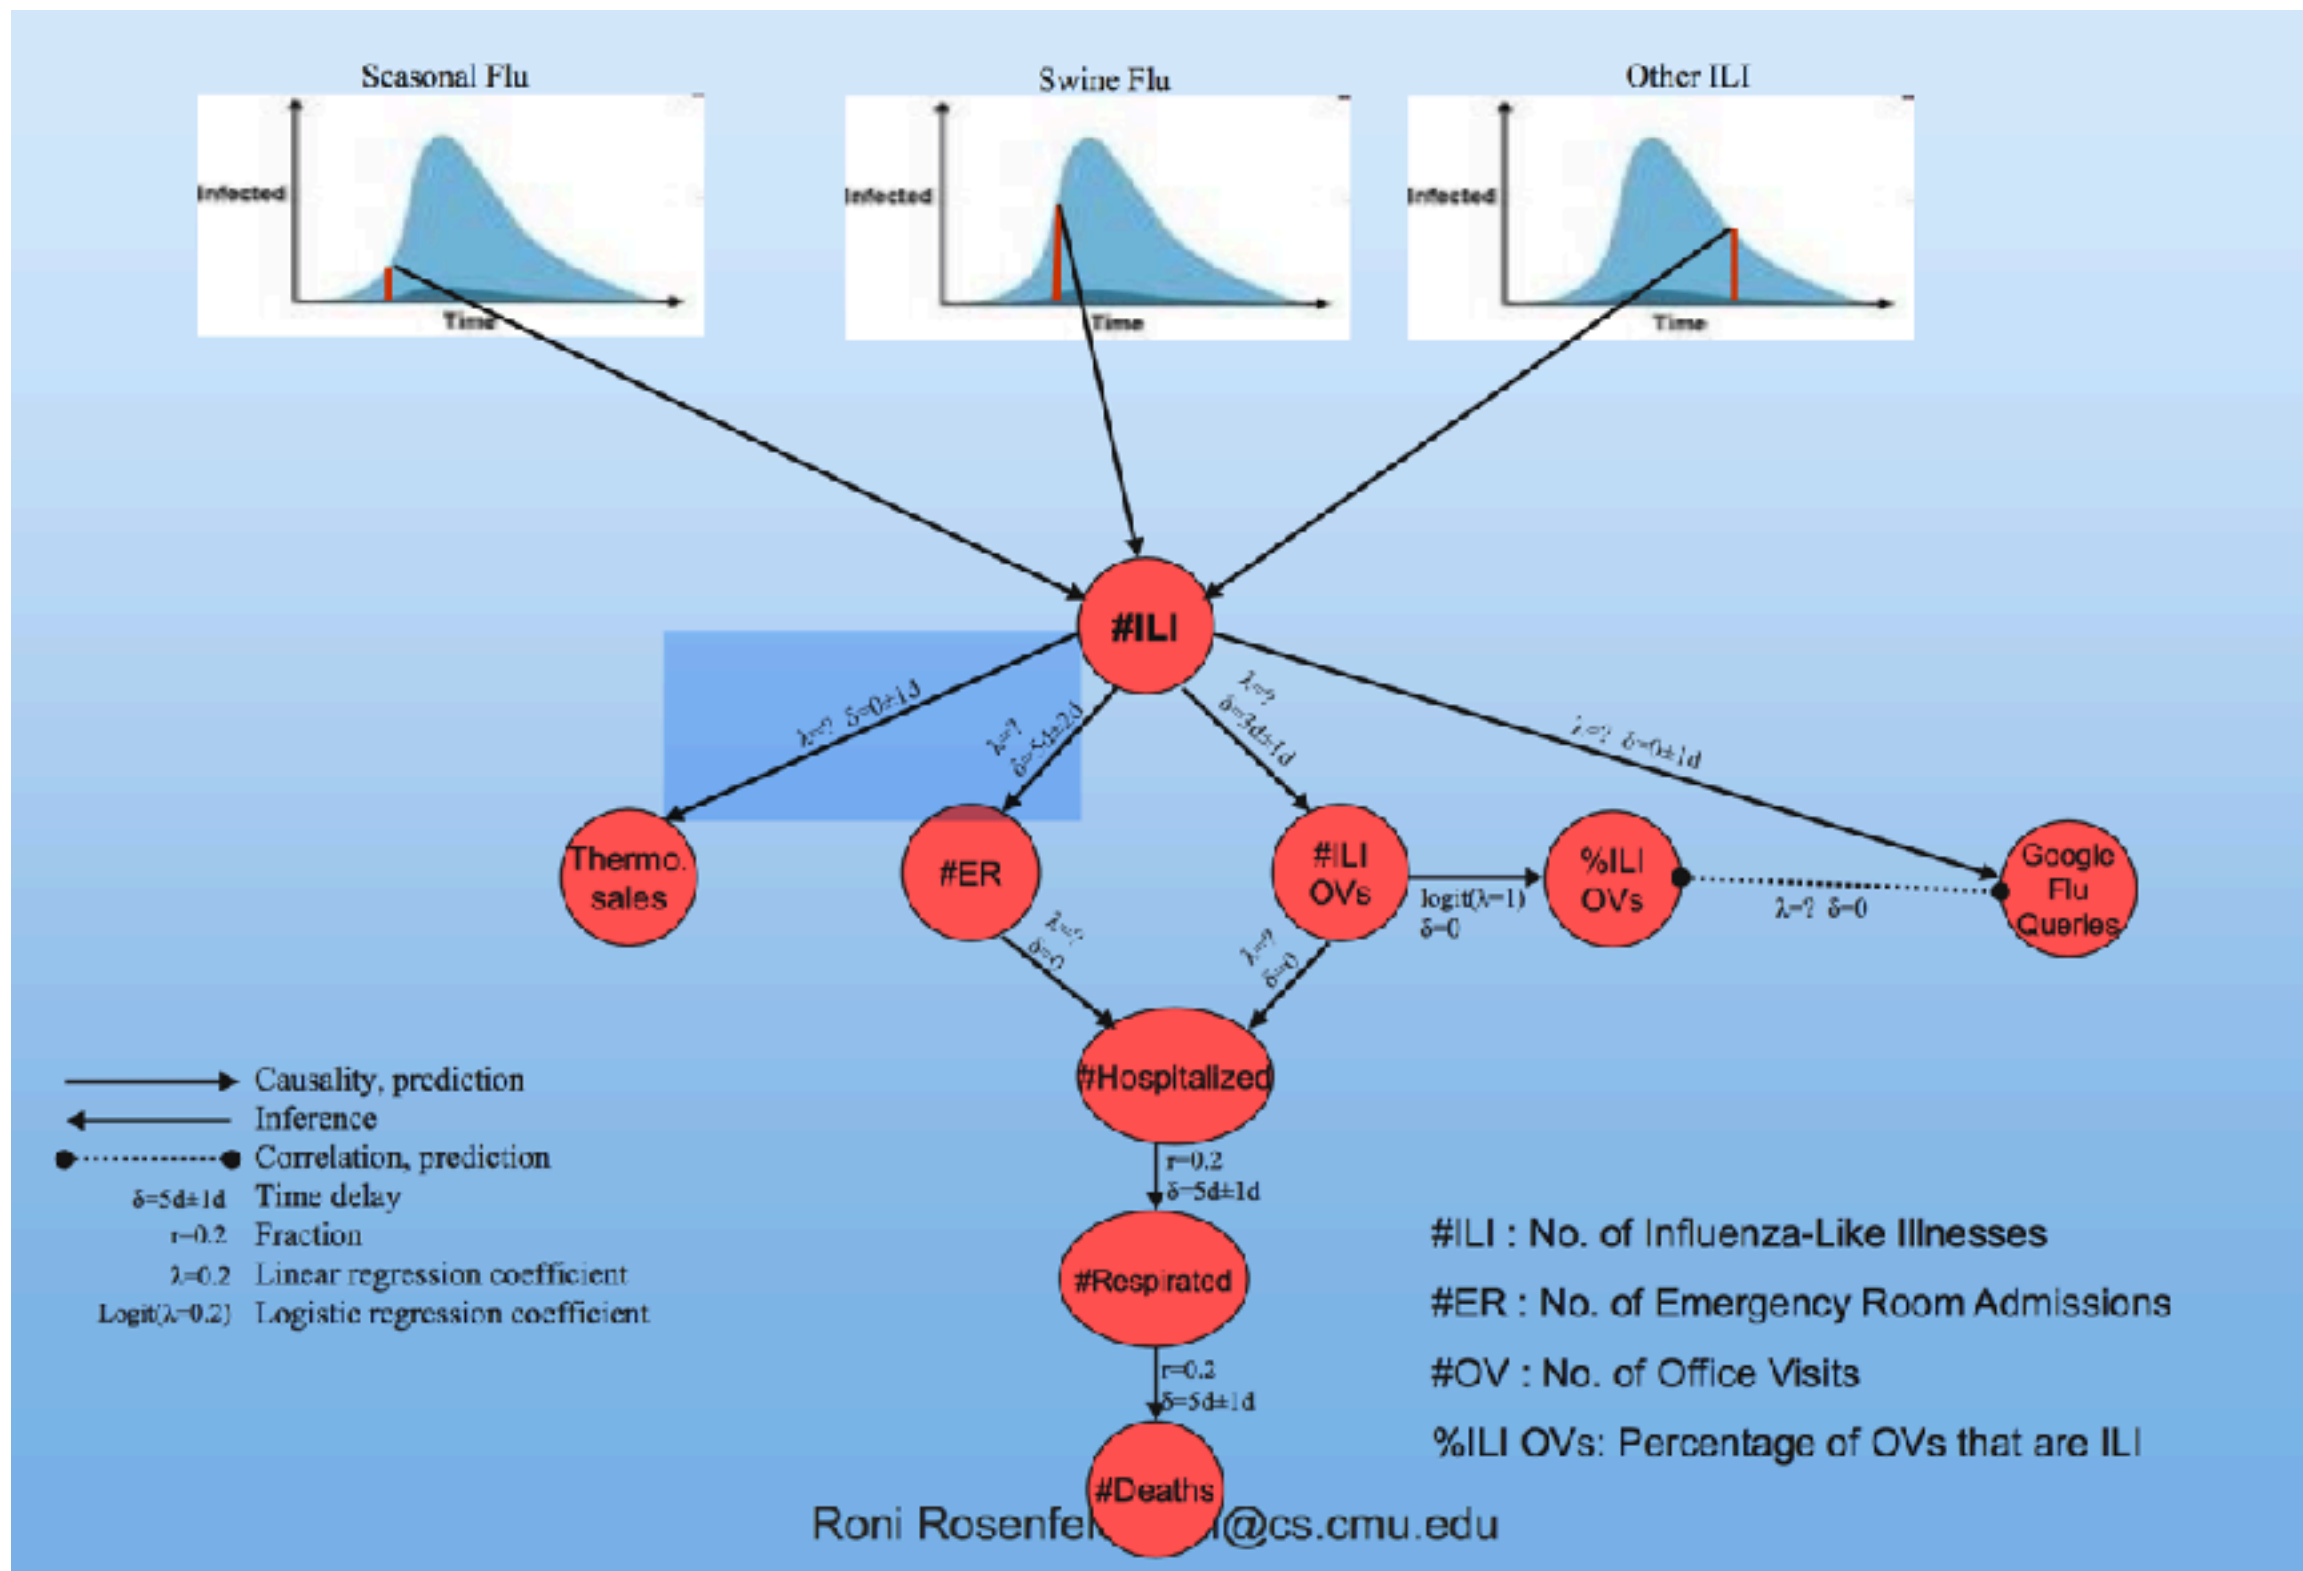 Seasonal Flu
Swine Flu
Other ILI
Infected
Time
Infected
Time
Infected
Time
#ILI
λ=? δ=0±1d
λ=?
δ=5d±2d
λ=?
δ=3d±1d
λ=? δ=0±1d
Thermo.
sales
#ER
#ILI
OVs
%ILI
OVs
Google
Flu
Queries
logit(λ=1)
δ=0
λ=? δ=0
λ=?
δ=0
λ=?
δ=0
#Hospitalized
r=0.2
δ=5d±1d
#Respirated
r=0.2
δ=5d±1d
#Deaths
Causality, prediction
Inference
Correlation, prediction
δ=5d±1d Time delay
r=0.2 Fraction
λ=0.2 Linear regression coefficient
Logit(λ=0.2) Logistic regression coefficient
#ILI : No. of Influenza-Like Illnesses
#ER : No. of Emergency Room Admissions
#OV : No. of Office Visits
%ILI OVs: Percentage of OVs that are ILI
Roni @cs.cmu.edu